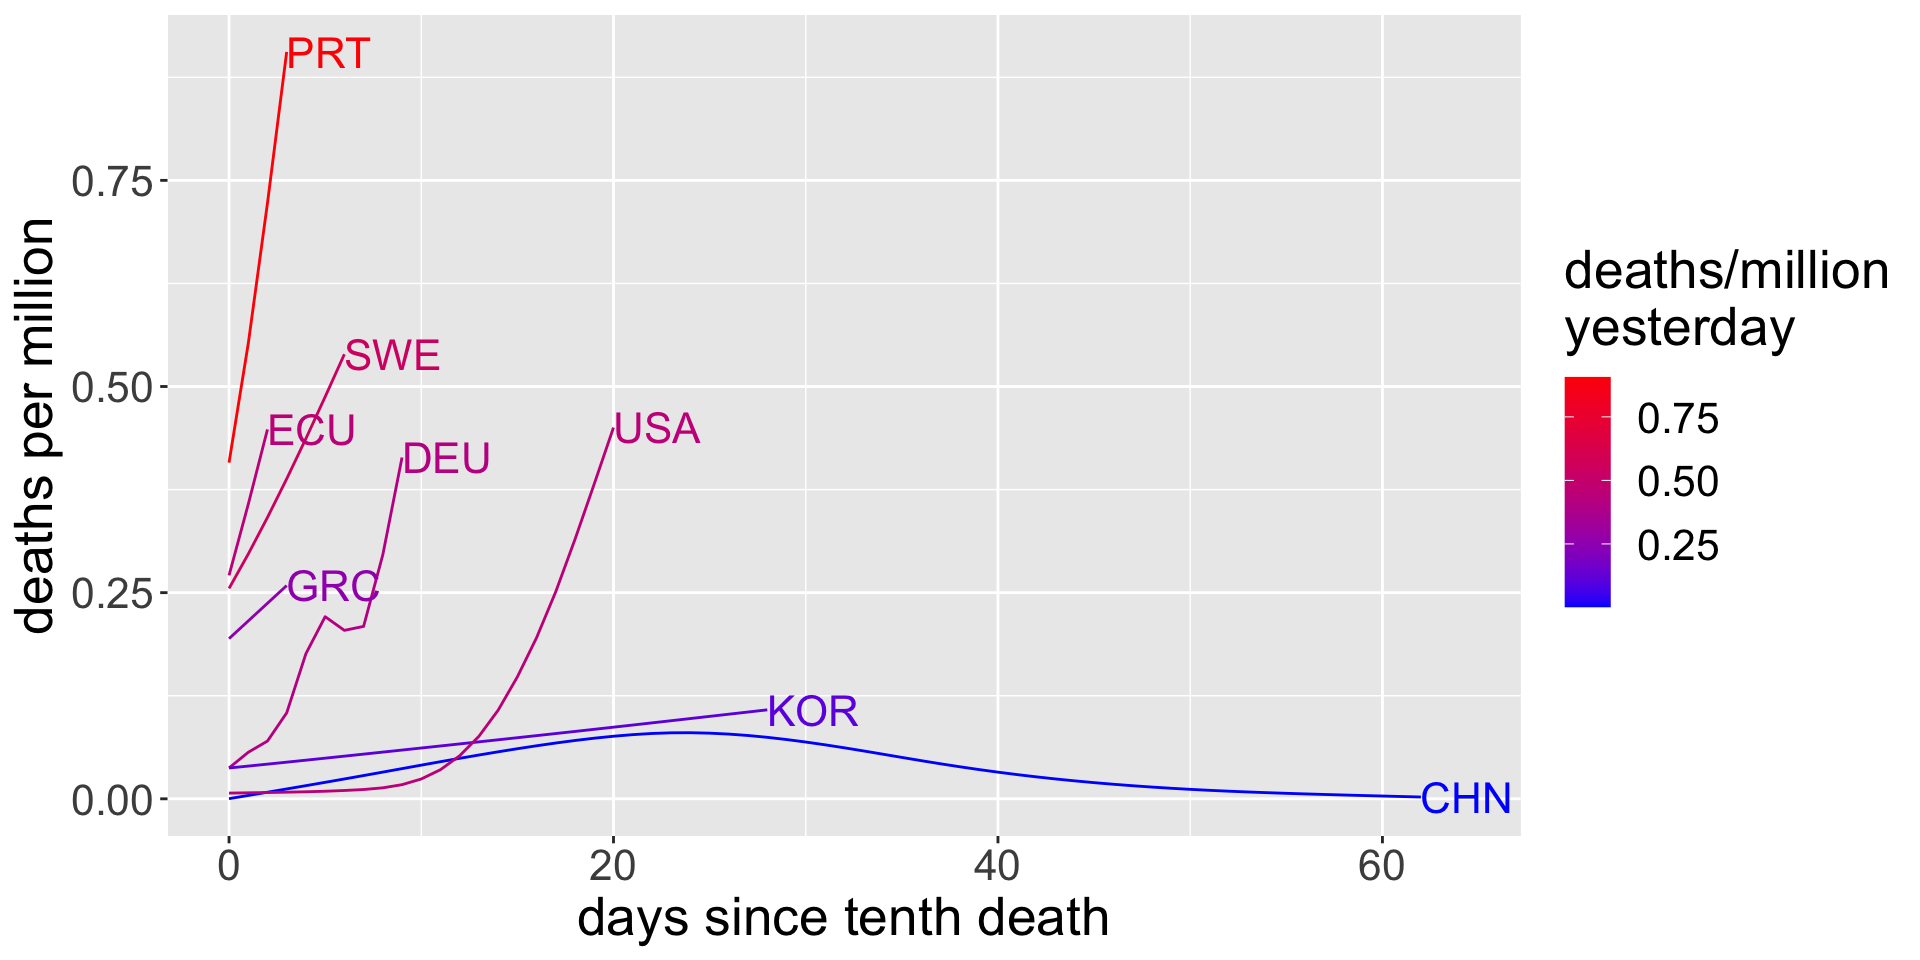 PRT
SWE
ECU
USA
DEU
GRC
KOR
CHN
0.75
0.50
0.25
0.00
deaths per million
0
20
40
60
days since tenth death
deaths/million
yesterday
0.75
0.50
0.25